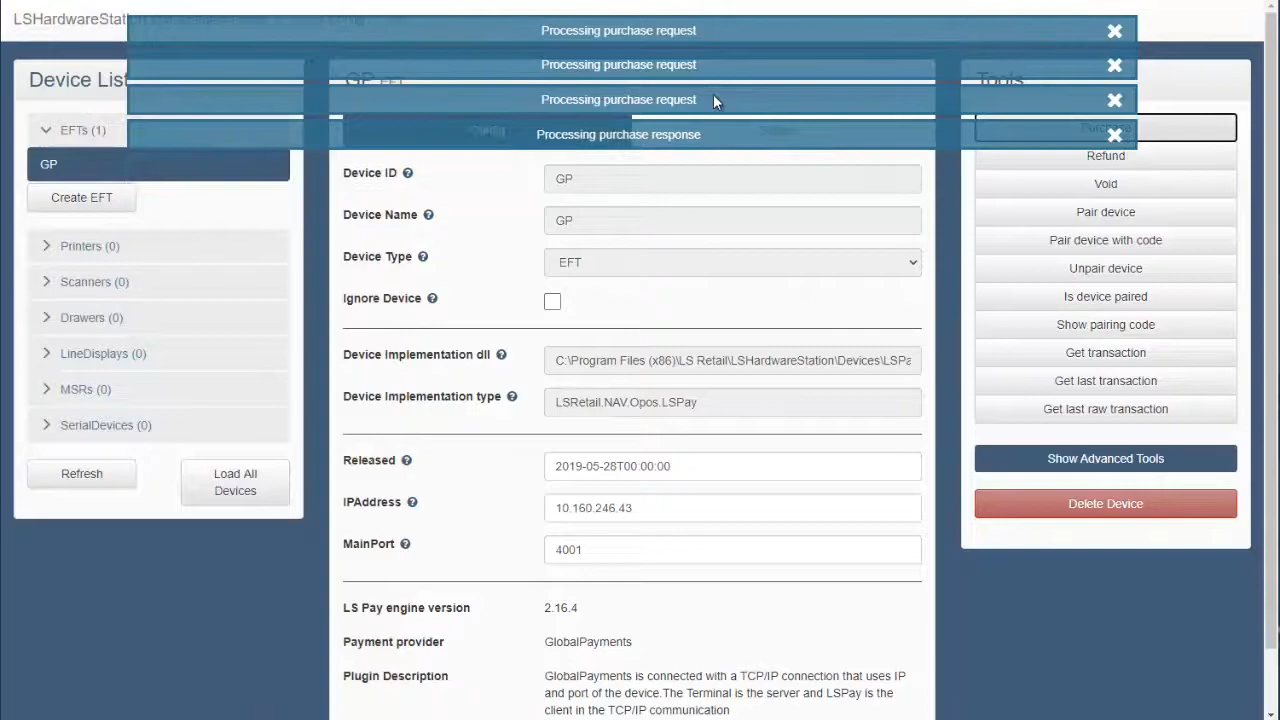 LSHardwareStation
Processing purchase request
Processing purchase request
Processing purchase request
Processing purchase response
Device List
EFTs (1)
GP
Create EFT
Printers (0)
Scanners (0)
Drawers (0)
LineDisplays (0)
MSRs (0)
SerialDevices (0)
Refresh
Load All
Devices
GP EFT
Config
Device ID
GP
Device Name
GP
Device Type
EFT
Ignore Device
Device Implementation dll
C:\Program Files (x86)\LS Retail\LSHardwareStation\Devices\LSPa
Device Implementation type
LSRetail.NAV.Opos.LSPay
Released
2019-05-28T00:00:00
IPAddress
10.160.246.43
MainPort
4001
LS Pay engine version
2.16.4
Payment provider
GlobalPayments
Plugin Description
GlobalPayments is connected with a TCP/IP connection that uses IP
and port of the device.The Terminal is the server and LSPay is the
client in the TCP/IP communication
Tools
Purchase
Refund
Void
Pair device
Pair device with code
Unpair device
Is device paired
Show pairing code
Get transaction
Get last transaction
Get last raw transaction
Show Advanced Tools
Delete Device